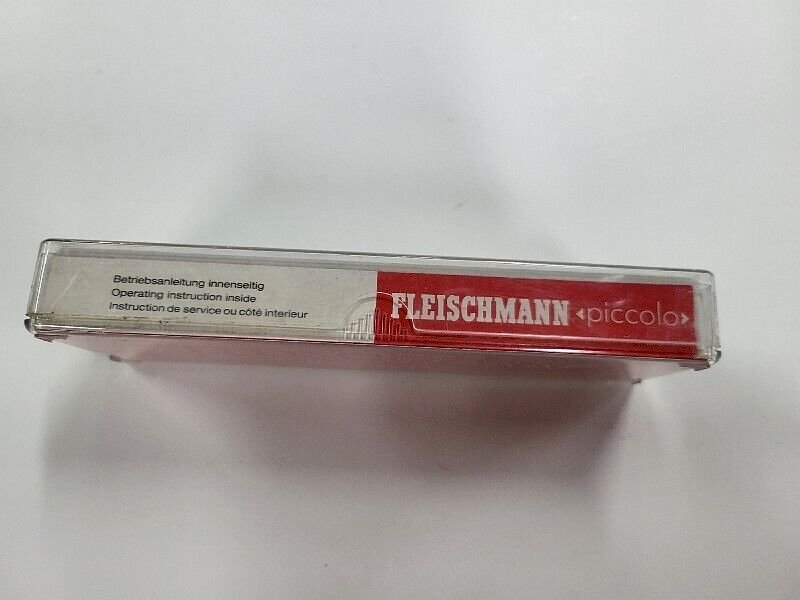 Betriebsanleitung innenseitig
Operating instruction inside
Instruction de service ou côté interieur
FLEISCHMANN ◂piccolo▸